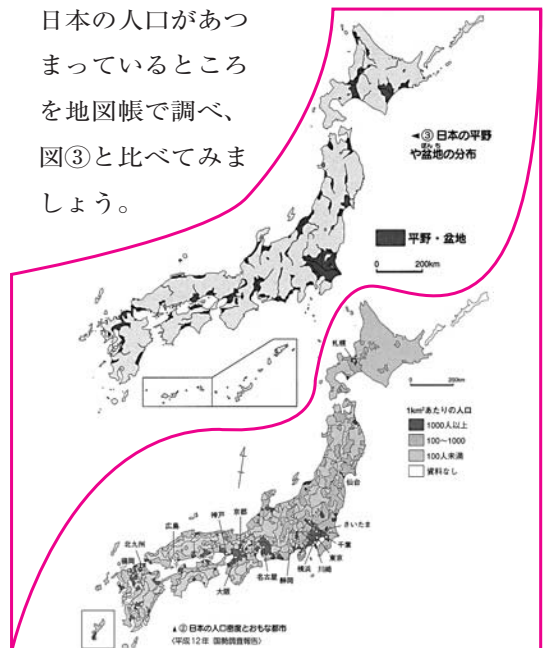 日本の人口があつ
まっているところ
を地図帳で調べ、
図③と比べてみま
しょう。
◀③日本の平野
や盆地の分布
ぼんち
平野・盆地
0 200km
札幌
0 200km
1km²あたりの人口
1000人以上
100〜1000
100人未満
資料なし
仙台
さいたま
千葉
東京
川崎
横浜
静岡
名古屋
大阪
京都
神戸
広島
北九州
福岡
▲②日本の人口密度とおもな都市
〈平成12年 国勢調査報告〉